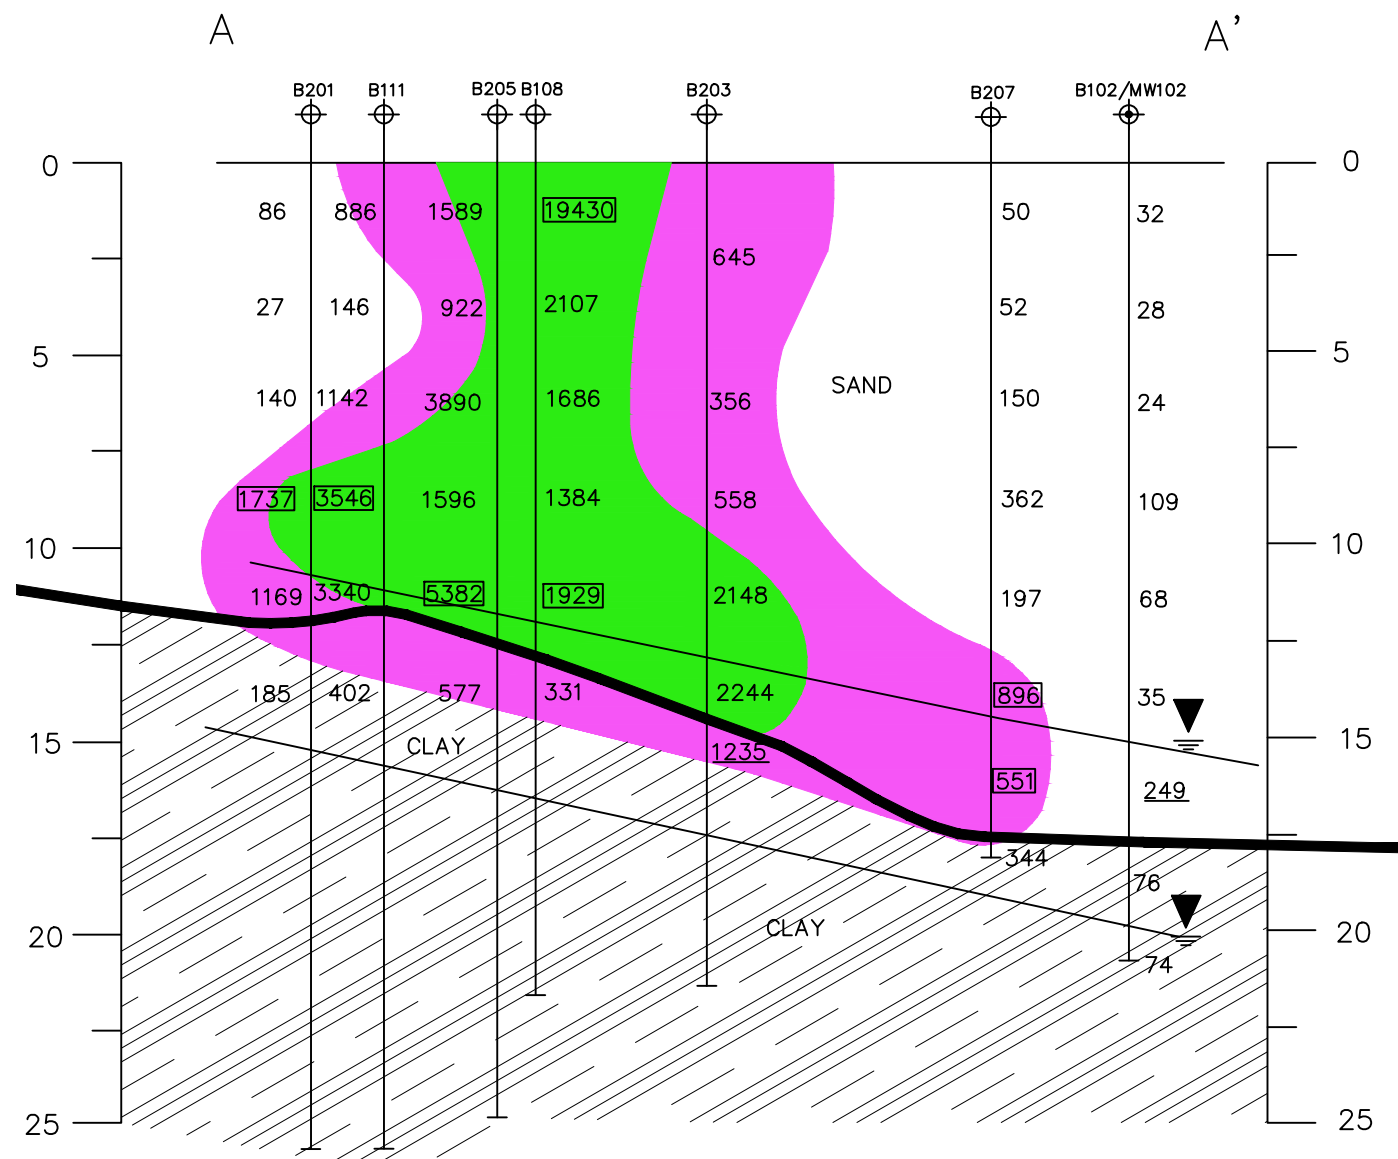 A A'
B201 B111 B205 B108 B203 B207 B102/MW102
0 0
86 886 1589 19430 50 32
645
27 146 922 2107 52 28
5 5
SAND
140 1142 3890 1686 356 150 24
1737 3546 1596 1384 558 362 109
10 10
1169 3340 5382 1929 2148 197 68
185 402 577 331 2244 896 35
15 CLAY 1235 15
551 249
344
76
20 CLAY 20
74
25 25